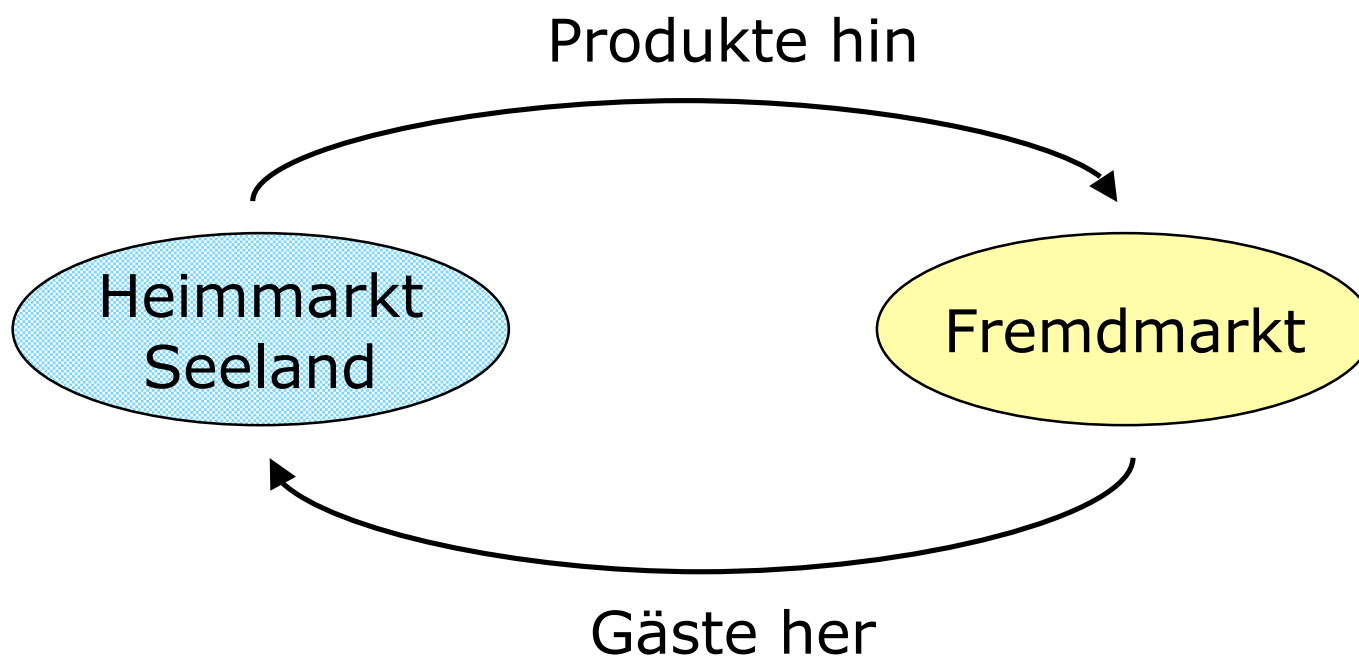 Produkte hin
Heimmarkt
Seeland
Fremdmarkt
Gäste her